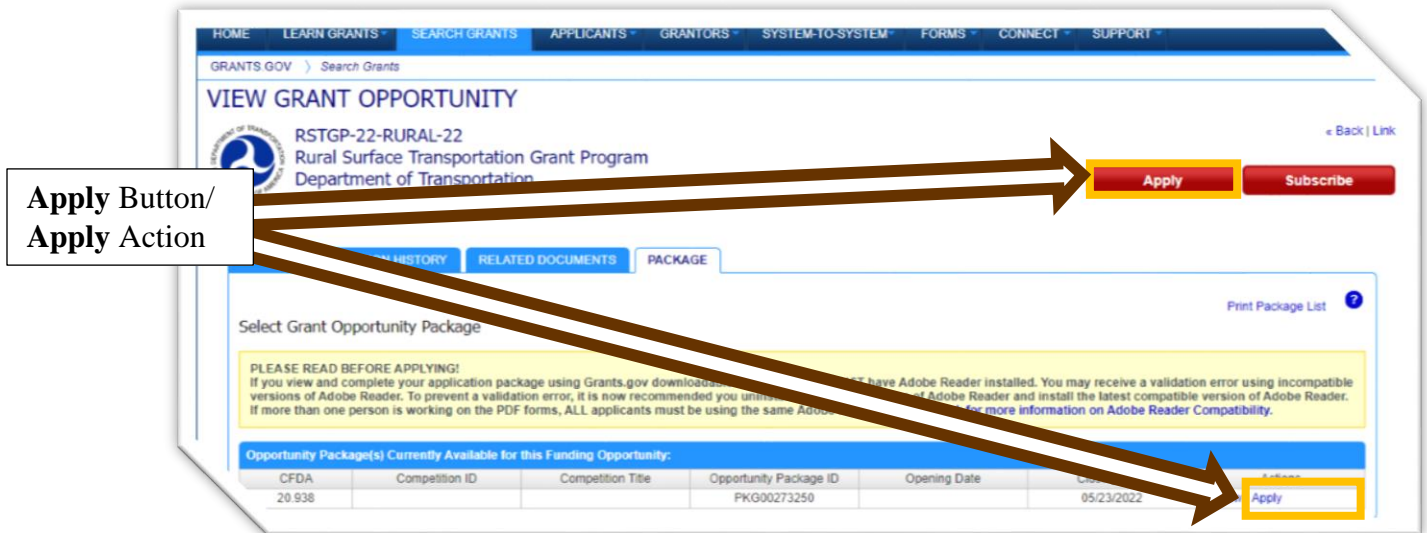 HOME LEARN GRANTS SEARCH GRANTS APPLICANTS GRANTORS SYSTEM-TO-SYSTEM FORMS CONNECT SUPPORT
GRANTS.GOV 〉 Search Grants
VIEW GRANT OPPORTUNITY
« Back | Link
RSTGP-22-RURAL-22
Rural Surface Transportation Grant Program
Department of Transportation
Apply Subscribe
Apply Button/
Apply Action
HISTORY RELATED DOCUMENTS PACKAGE
Print Package List ?
Select Grant Opportunity Package
PLEASE READ BEFORE APPLYING!
If you view and complete your application package using Grants.gov have Adobe Reader installed. You may receive a validation error using incompatible
versions of Adobe Reader. To prevent a validation error, it is now recommended you of Adobe Reader and install the latest compatible version of Adobe Reader.
If more than one person is working on the PDF forms, ALL applicants must be using the same for more information on Adobe Reader Compatibility.
Opportunity Package(s) Currently Available for this Funding Opportunity:
CFDA Competition ID Competition Title Opportunity Package ID Opening Date Actions
20.938 PKG00273250 05/23/2022 Apply